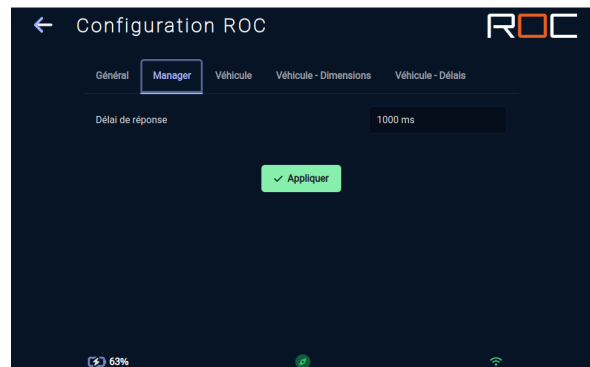 Configuration ROC
ROC
Général Manager Véhicule Véhicule - Dimensions Véhicule - Délais
Délai de réponse 1000 ms
Appliquer
63%